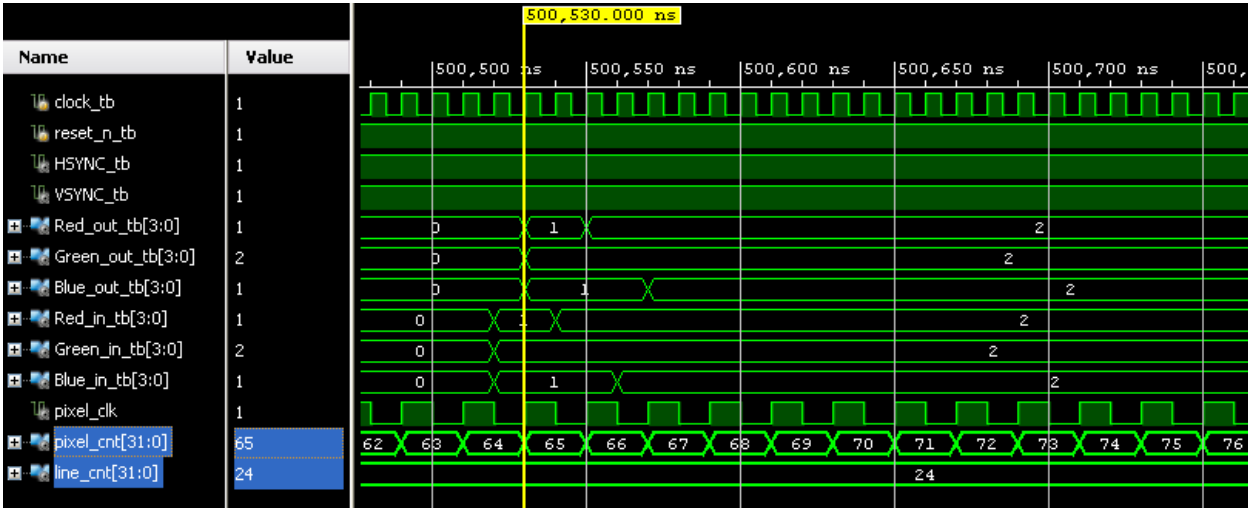 500,530.000 ns
Name Value
500,500 ns 500,550 ns 500,600 ns 500,650 ns 500,700 ns 500,
clock_tb 1
reset_n_tb 1
HSYNC_tb 1
VSYNC_tb 1
Red_out_tb[3:0] 1 0 1 2
Green_out_tb[3:0] 2 0 2
Blue_out_tb[3:0] 1 0 1 2
Red_in_tb[3:0] 1 0 1 2
Green_in_tb[3:0] 2 0 2
Blue_in_tb[3:0] 1 0 1 2
pixel_clk 1
pixel_cnt[31:0] 65 62 63 64 65 66 67 68 69 70 71 72 73 74 75 76
line_cnt[31:0] 24 24